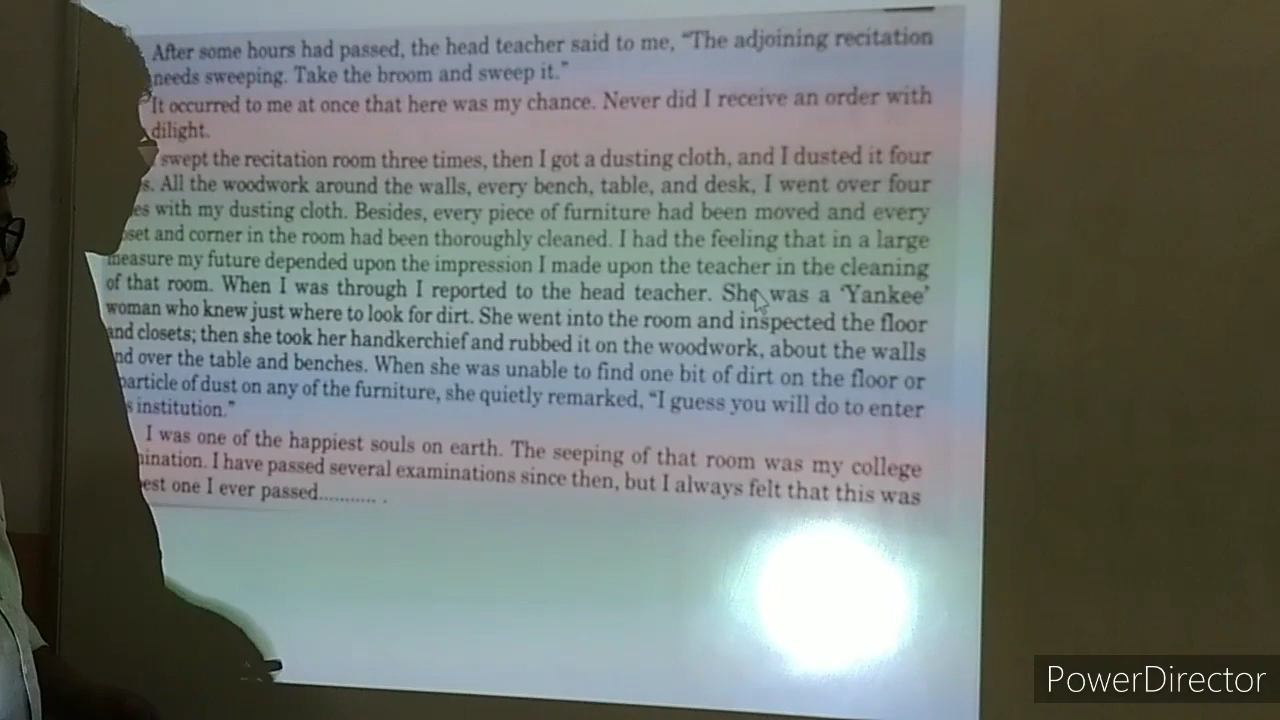 After some hours had passed, the head teacher said to me, “The adjoining recitation
needs sweeping. Take the broom and sweep it.”
It occurred to me at once that here was my chance. Never did I receive an order with
dilight.
swept the recitation room three times, then I got a dusting cloth, and I dusted it four
All the woodwork around the walls, every bench, table, and desk, I went over four
with my dusting cloth. Besides, every piece of furniture had been moved and every
and corner in the room had been thoroughly cleaned. I had the feeling that in a large
measure my future depended upon the impression I made upon the teacher in the cleaning
of that room. When I was through I reported to the head teacher. She was a ‘Yankee’
woman who knew just where to look for dirt. She went into the room and inspected the floor
and closets; then she took her handkerchief and rubbed it on the woodwork, about the walls
over the table and benches. When she was unable to find one bit of dirt on the floor or
particle of dust on any of the furniture, she quietly remarked, “I guess you will do to enter
institution.”
I was one of the happiest souls on earth. The seeping of that room was my college
I have passed several examinations since then, but I always felt that this was
one I ever passed........... .
PowerDirector